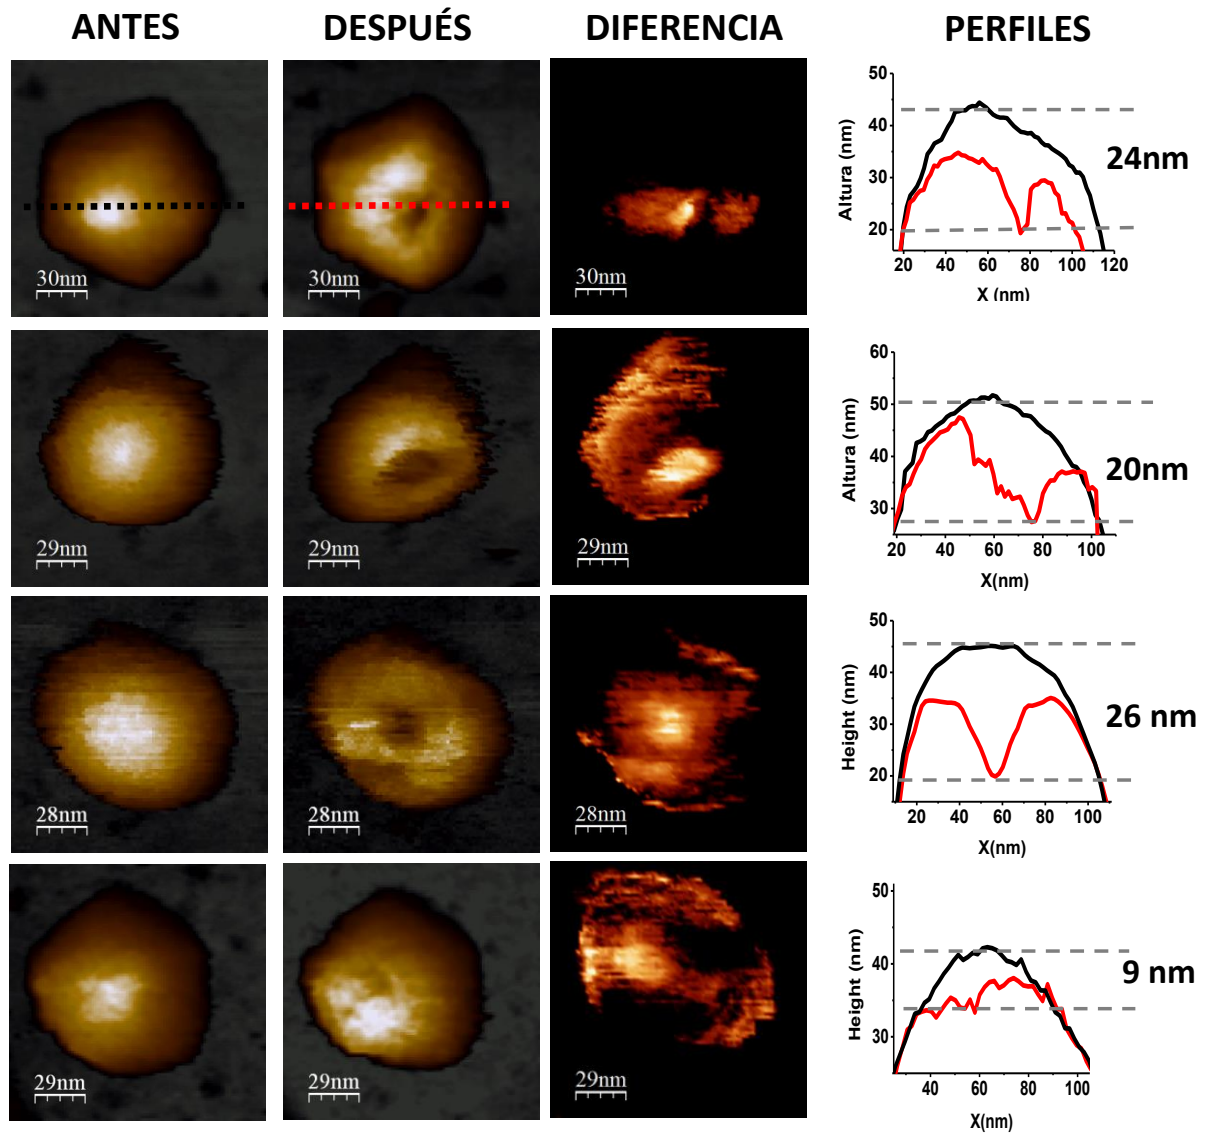 ANTES DESPUÉS DIFERENCIA PERFILES
30nm
30nm
30nm
50
40
30
20
Altura (nm)
20 40 60 80 100 120
X (nm)
24nm
29nm
29nm
29nm
60
50
40
30
Altura (nm)
20 40 60 80 100
X(nm)
20nm
28nm
28nm
28nm
50
40
30
20
Height (nm)
20 40 60 80 100
X(nm)
26 nm
29nm
29nm
29nm
50
40
30
Height (nm)
40 60 80 100
X(nm)
9 nm